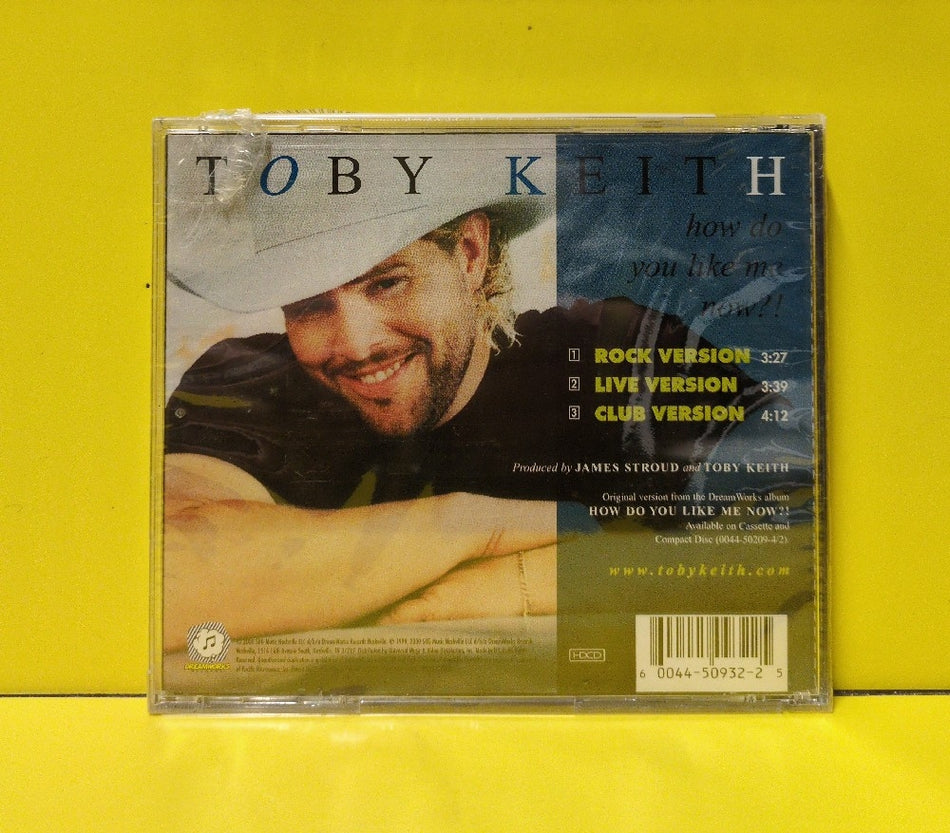 TOBY KEITH
how do
you like me
now?!
1 ROCK VERSION 3:27
2 LIVE VERSION 3:39
3 CLUB VERSION 4:12
Produced by JAMES STROUD and TOBY KEITH
Original version from the DreamWorks album
HOW DO YOU LIKE ME NOW?!
Available on Cassette and
Compact Disc (0044-50209-4/2)
www.tobykeith.com
DREAMWORKS
HDCD
6 0044-50932-2 5